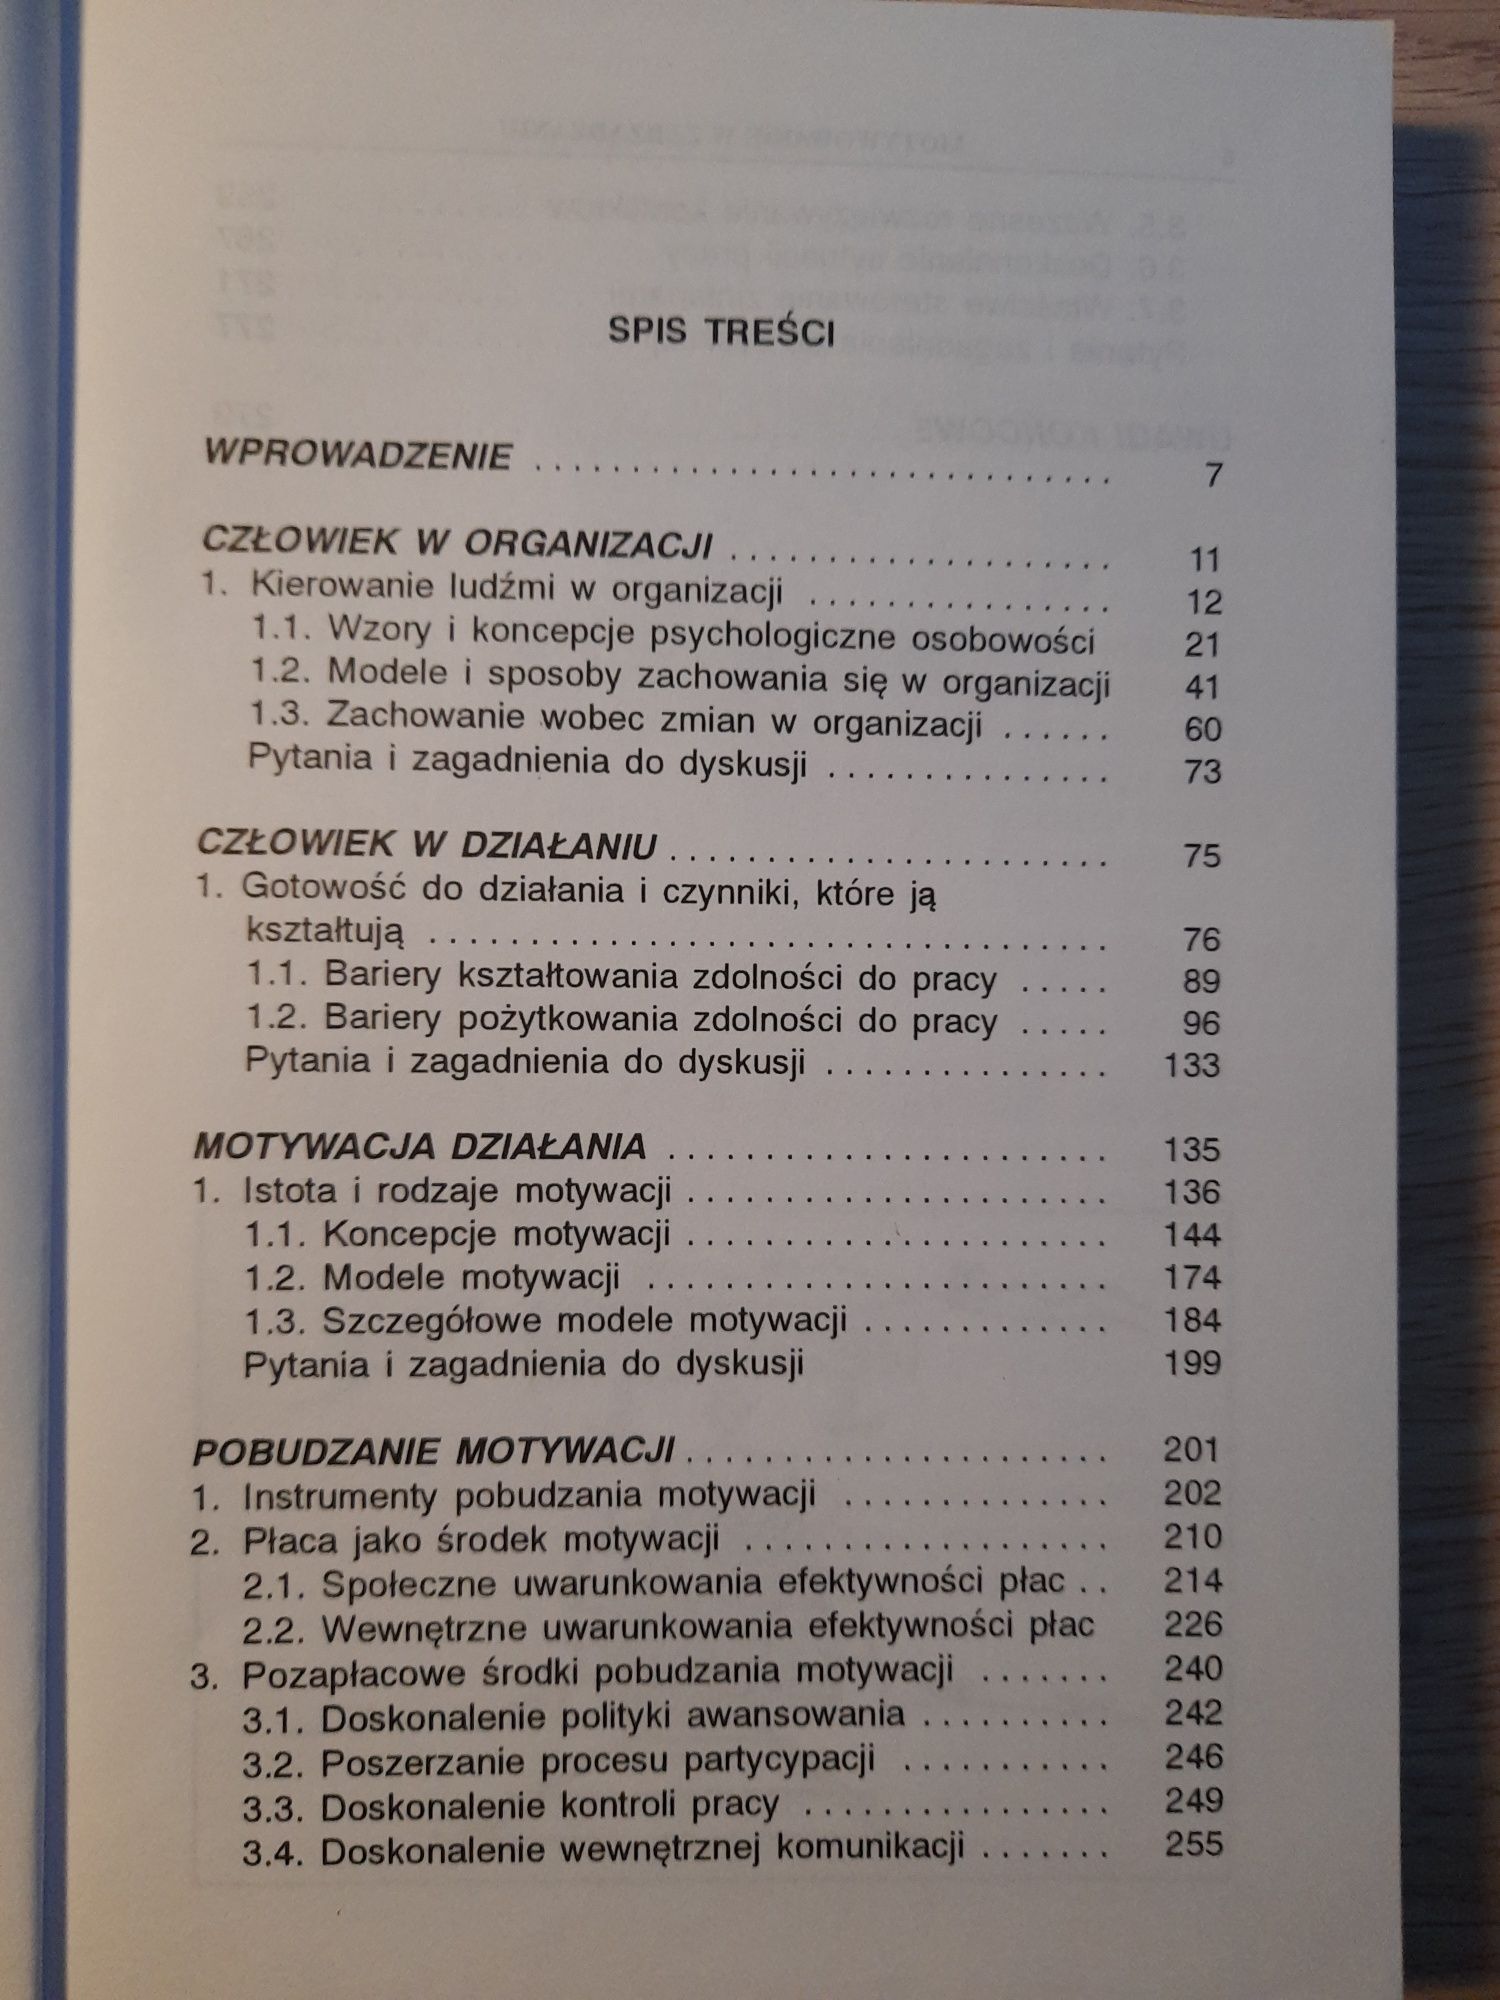 SPIS TREŚCI
WPROWADZENIE .............................. 7
CZŁOWIEK W ORGANIZACJI .................... 11
1. Kierowanie ludźmi w organizacji ................ 12
1.1. Wzory i koncepcje psychologiczne osobowości 21
1.2. Modele i sposoby zachowania się w organizacji 41
1.3. Zachowanie wobec zmian w organizacji ...... 60
Pytania i zagadnienia do dyskusji ............... 73
CZŁOWIEK W DZIAŁANIU ....................... 75
1. Gotowość do działania i czynniki, które ją
kształtują ................................... 76
1.1. Bariery kształtowania zdolności do pracy ..... 89
1.2. Bariery pożytkowania zdolności do pracy ..... 96
Pytania i zagadnienia do dyskusji ............... 133
MOTYWACJA DZIAŁANIA ....................... 135
1. Istota i rodzaje motywacji ...................... 136
1.1. Koncepcje motywacji ...................... 144
1.2. Modele motywacji ........................ 174
1.3. Szczegółowe modele motywacji ............. 184
Pytania i zagadnienia do dyskusji 199
POBUDZANIE MOTYWACJI ...................... 201
1. Instrumenty pobudzania motywacji .............. 202
2. Płaca jako środek motywacji ................... 210
2.1. Społeczne uwarunkowania efektywności płac .. 214
2.2. Wewnętrzne uwarunkowania efektywności płac 226
3. Pozapłacowe środki pobudzania motywacji ....... 240
3.1. Doskonalenie polityki awansowania .......... 242
3.2. Poszerzanie procesu partycypacji ........... 246
3.3. Doskonalenie kontroli pracy ................ 249
3.4. Doskonalenie wewnętrznej komunikacji ....... 255